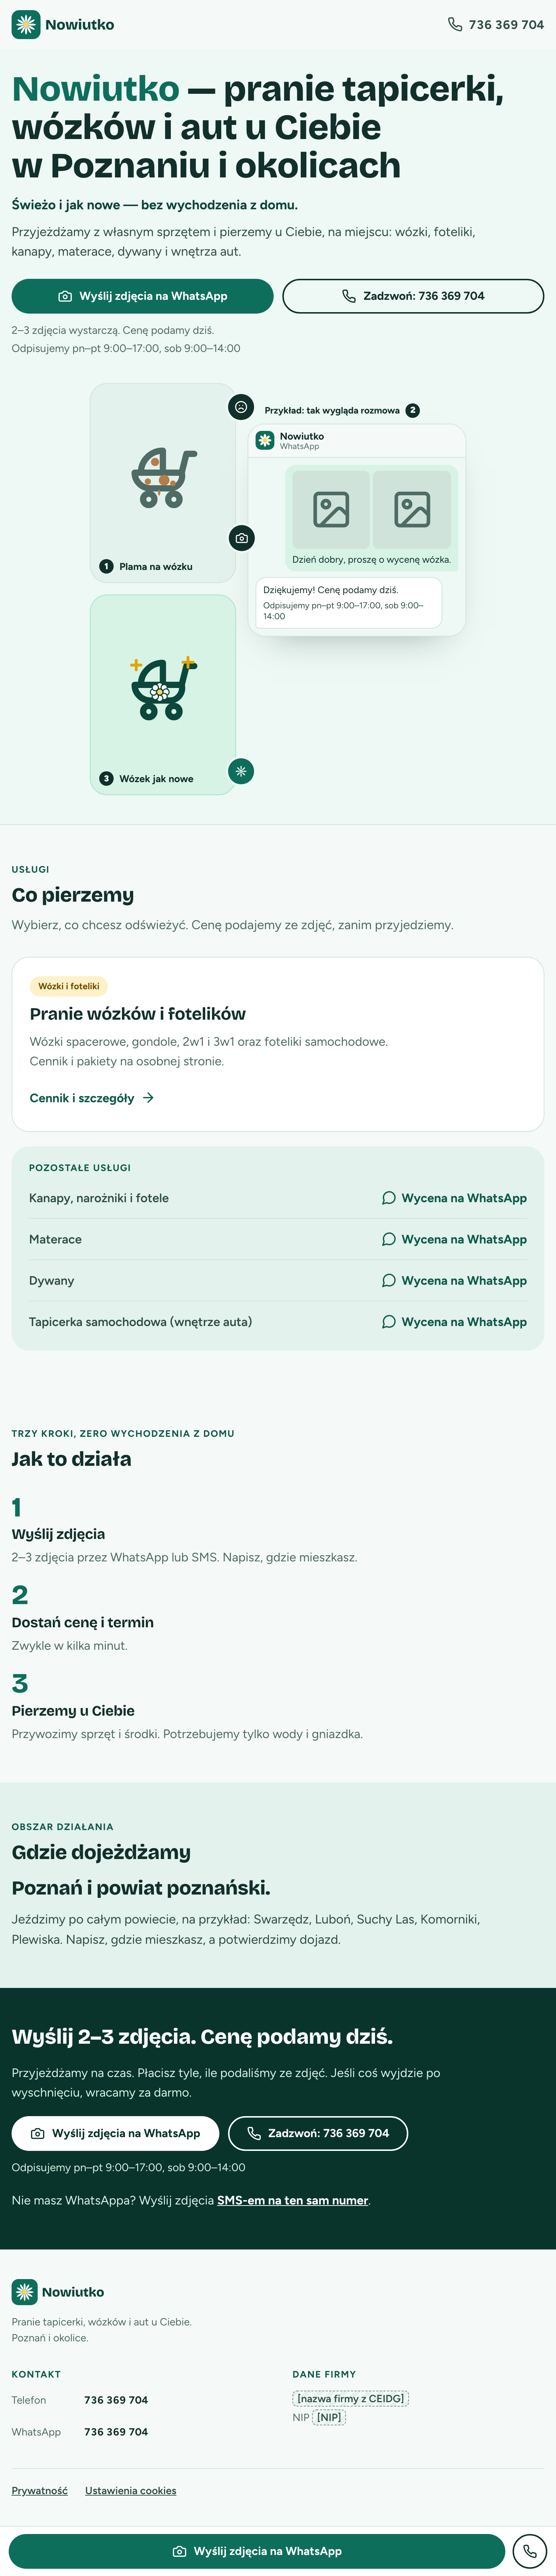 Nowiutko
736 369 704
Nowiutko — pranie tapicerki,
wózków i aut u Ciebie
w Poznaniu i okolicach
Świeżo i jak nowe — bez wychodzenia z domu.
Przyjeżdżamy z własnym sprzętem i pierzemy u Ciebie, na miejscu: wózki, foteliki,
kanapy, materace, dywany i wnętrza aut.
Wyślij zdjęcia na WhatsApp
Zadzwoń: 736 369 704
2–3 zdjęcia wystarczą. Cenę podamy dziś.
Odpisujemy pn–pt 9:00–17:00, sob 9:00–14:00
1 Plama na wózku
Przykład: tak wygląda rozmowa 2
Nowiutko
WhatsApp
Dzień dobry, proszę o wycenę wózka.
Dziękujemy! Cenę podamy dziś.
Odpisujemy pn–pt 9:00–17:00, sob 9:00–
14:00
3 Wózek jak nowe
USŁUGI
Co pierzemy
Wybierz, co chcesz odświeżyć. Cenę podajemy ze zdjęć, zanim przyjedziemy.
Wózki i foteliki
Pranie wózków i fotelików
Wózki spacerowe, gondole, 2w1 i 3w1 oraz foteliki samochodowe.
Cennik i pakiety na osobnej stronie.
Cennik i szczegóły
POZOSTAŁE USŁUGI
Kanapy, narożniki i fotele
Wycena na WhatsApp
Materace
Wycena na WhatsApp
Dywany
Wycena na WhatsApp
Tapicerka samochodowa (wnętrze auta)
Wycena na WhatsApp
TRZY KROKI, ZERO WYCHODZENIA Z DOMU
Jak to działa
1
Wyślij zdjęcia
2–3 zdjęcia przez WhatsApp lub SMS. Napisz, gdzie mieszkasz.
2
Dostań cenę i termin
Zwykle w kilka minut.
3
Pierzemy u Ciebie
Przywozimy sprzęt i środki. Potrzebujemy tylko wody i gniazdka.
OBSZAR DZIAŁANIA
Gdzie dojeżdżamy
Poznań i powiat poznański.
Jeździmy po całym powiecie, na przykład: Swarzędz, Luboń, Suchy Las, Komorniki,
Plewiska. Napisz, gdzie mieszkasz, a potwierdzimy dojazd.
Wyślij 2–3 zdjęcia. Cenę podamy dziś.
Przyjeżdżamy na czas. Płacisz tyle, ile podaliśmy ze zdjęć. Jeśli coś wyjdzie po
wyschnięciu, wracamy za darmo.
Wyślij zdjęcia na WhatsApp
Zadzwoń: 736 369 704
Odpisujemy pn–pt 9:00–17:00, sob 9:00–14:00
Nie masz WhatsAppa? Wyślij zdjęcia SMS-em na ten sam numer.
Nowiutko
Pranie tapicerki, wózków i aut u Ciebie.
Poznań i okolice.
KONTAKT
Telefon 736 369 704
WhatsApp 736 369 704
DANE FIRMY
[nazwa firmy z CEIDG]
NIP [NIP]
Prywatność
Ustawienia cookies
Wyślij zdjęcia na WhatsApp